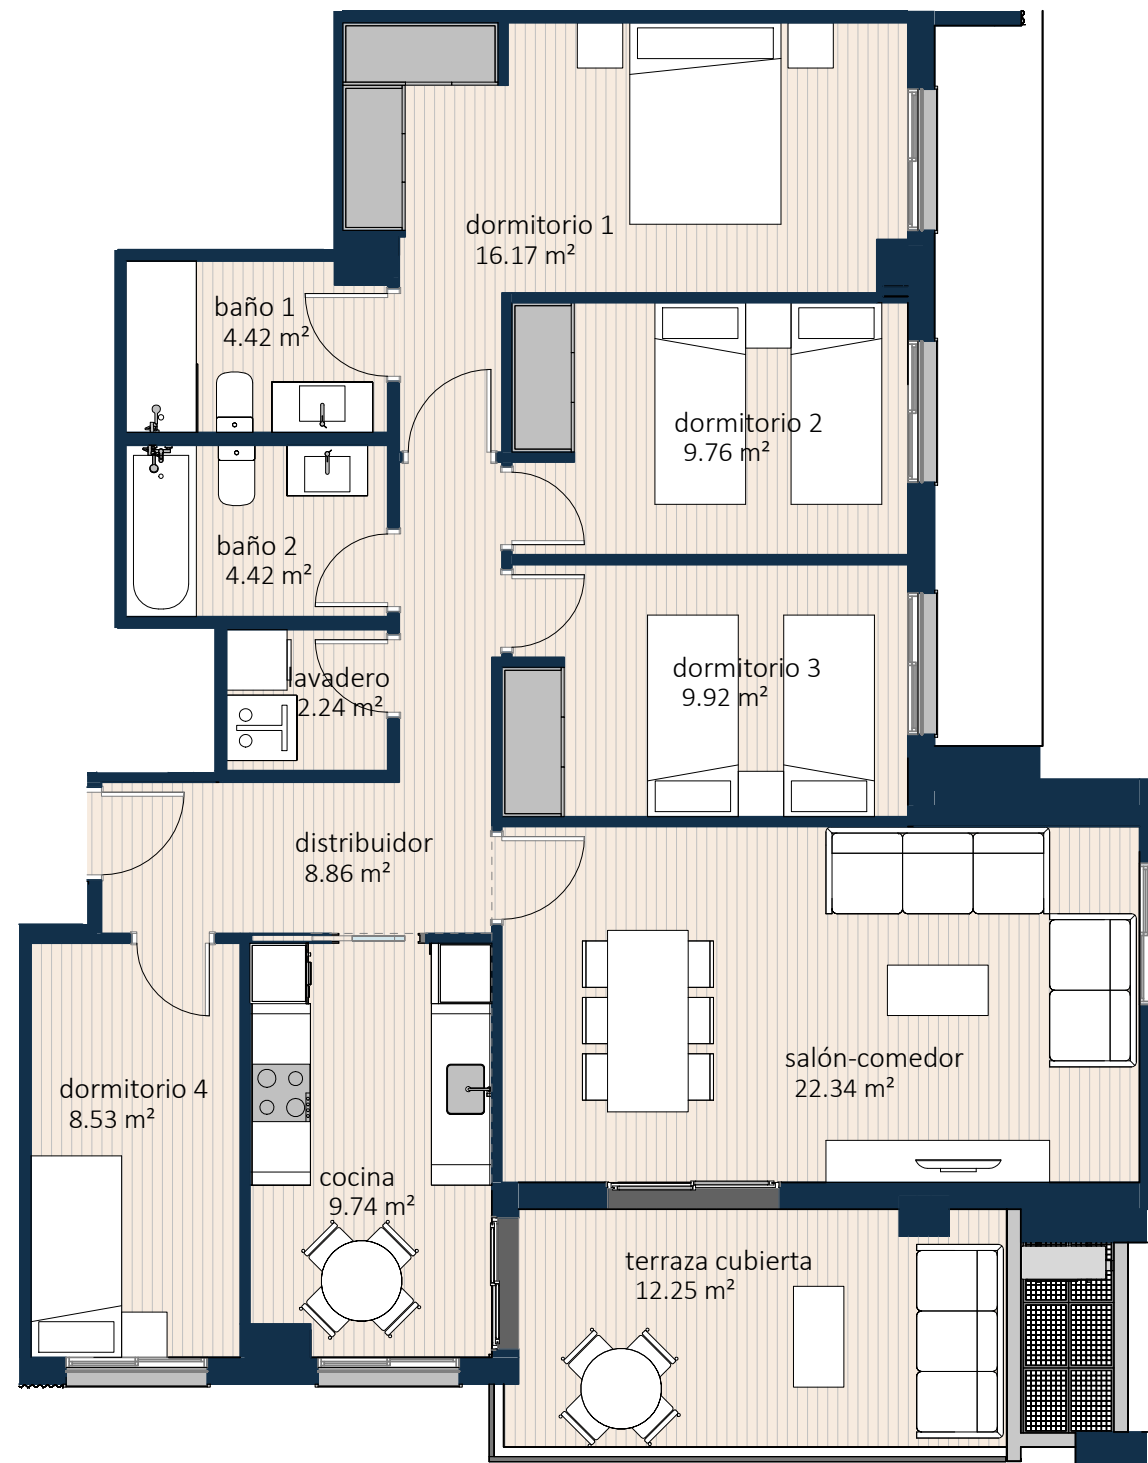 dormitorio 1
16.17 m²
baño 1
4.42 m²
dormitorio 2
9.76 m²
baño 2
4.42 m²
dormitorio 3
9.92 m²
lavadero
2.24 m²
distribuidor
8.86 m²
salón-comedor
22.34 m²
dormitorio 4
8.53 m²
cocina
9.74 m²
terraza cubierta
12.25 m²